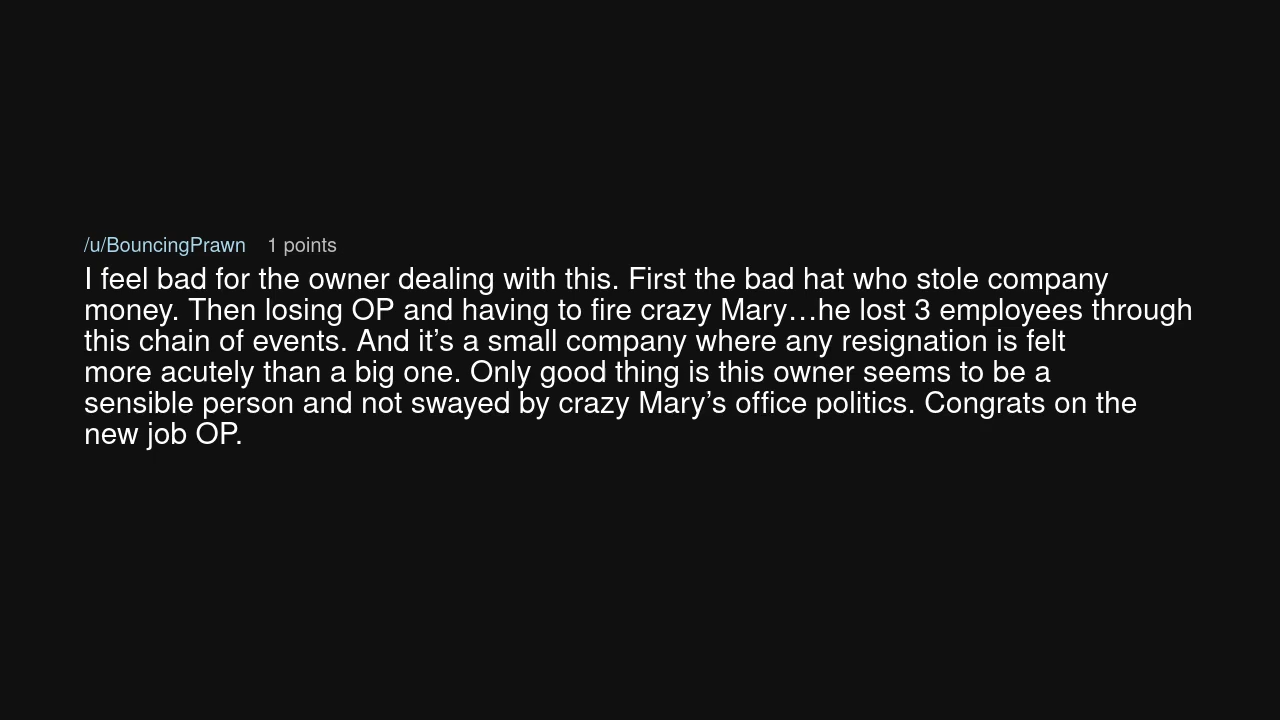 /u/BouncingPrawn 1 points
I feel bad for the owner dealing with this. First the bad hat who stole company
money. Then losing OP and having to fire crazy Mary…he lost 3 employees through
this chain of events. And it’s a small company where any resignation is felt
more acutely than a big one. Only good thing is this owner seems to be a
sensible person and not swayed by crazy Mary’s office politics. Congrats on the
new job OP.